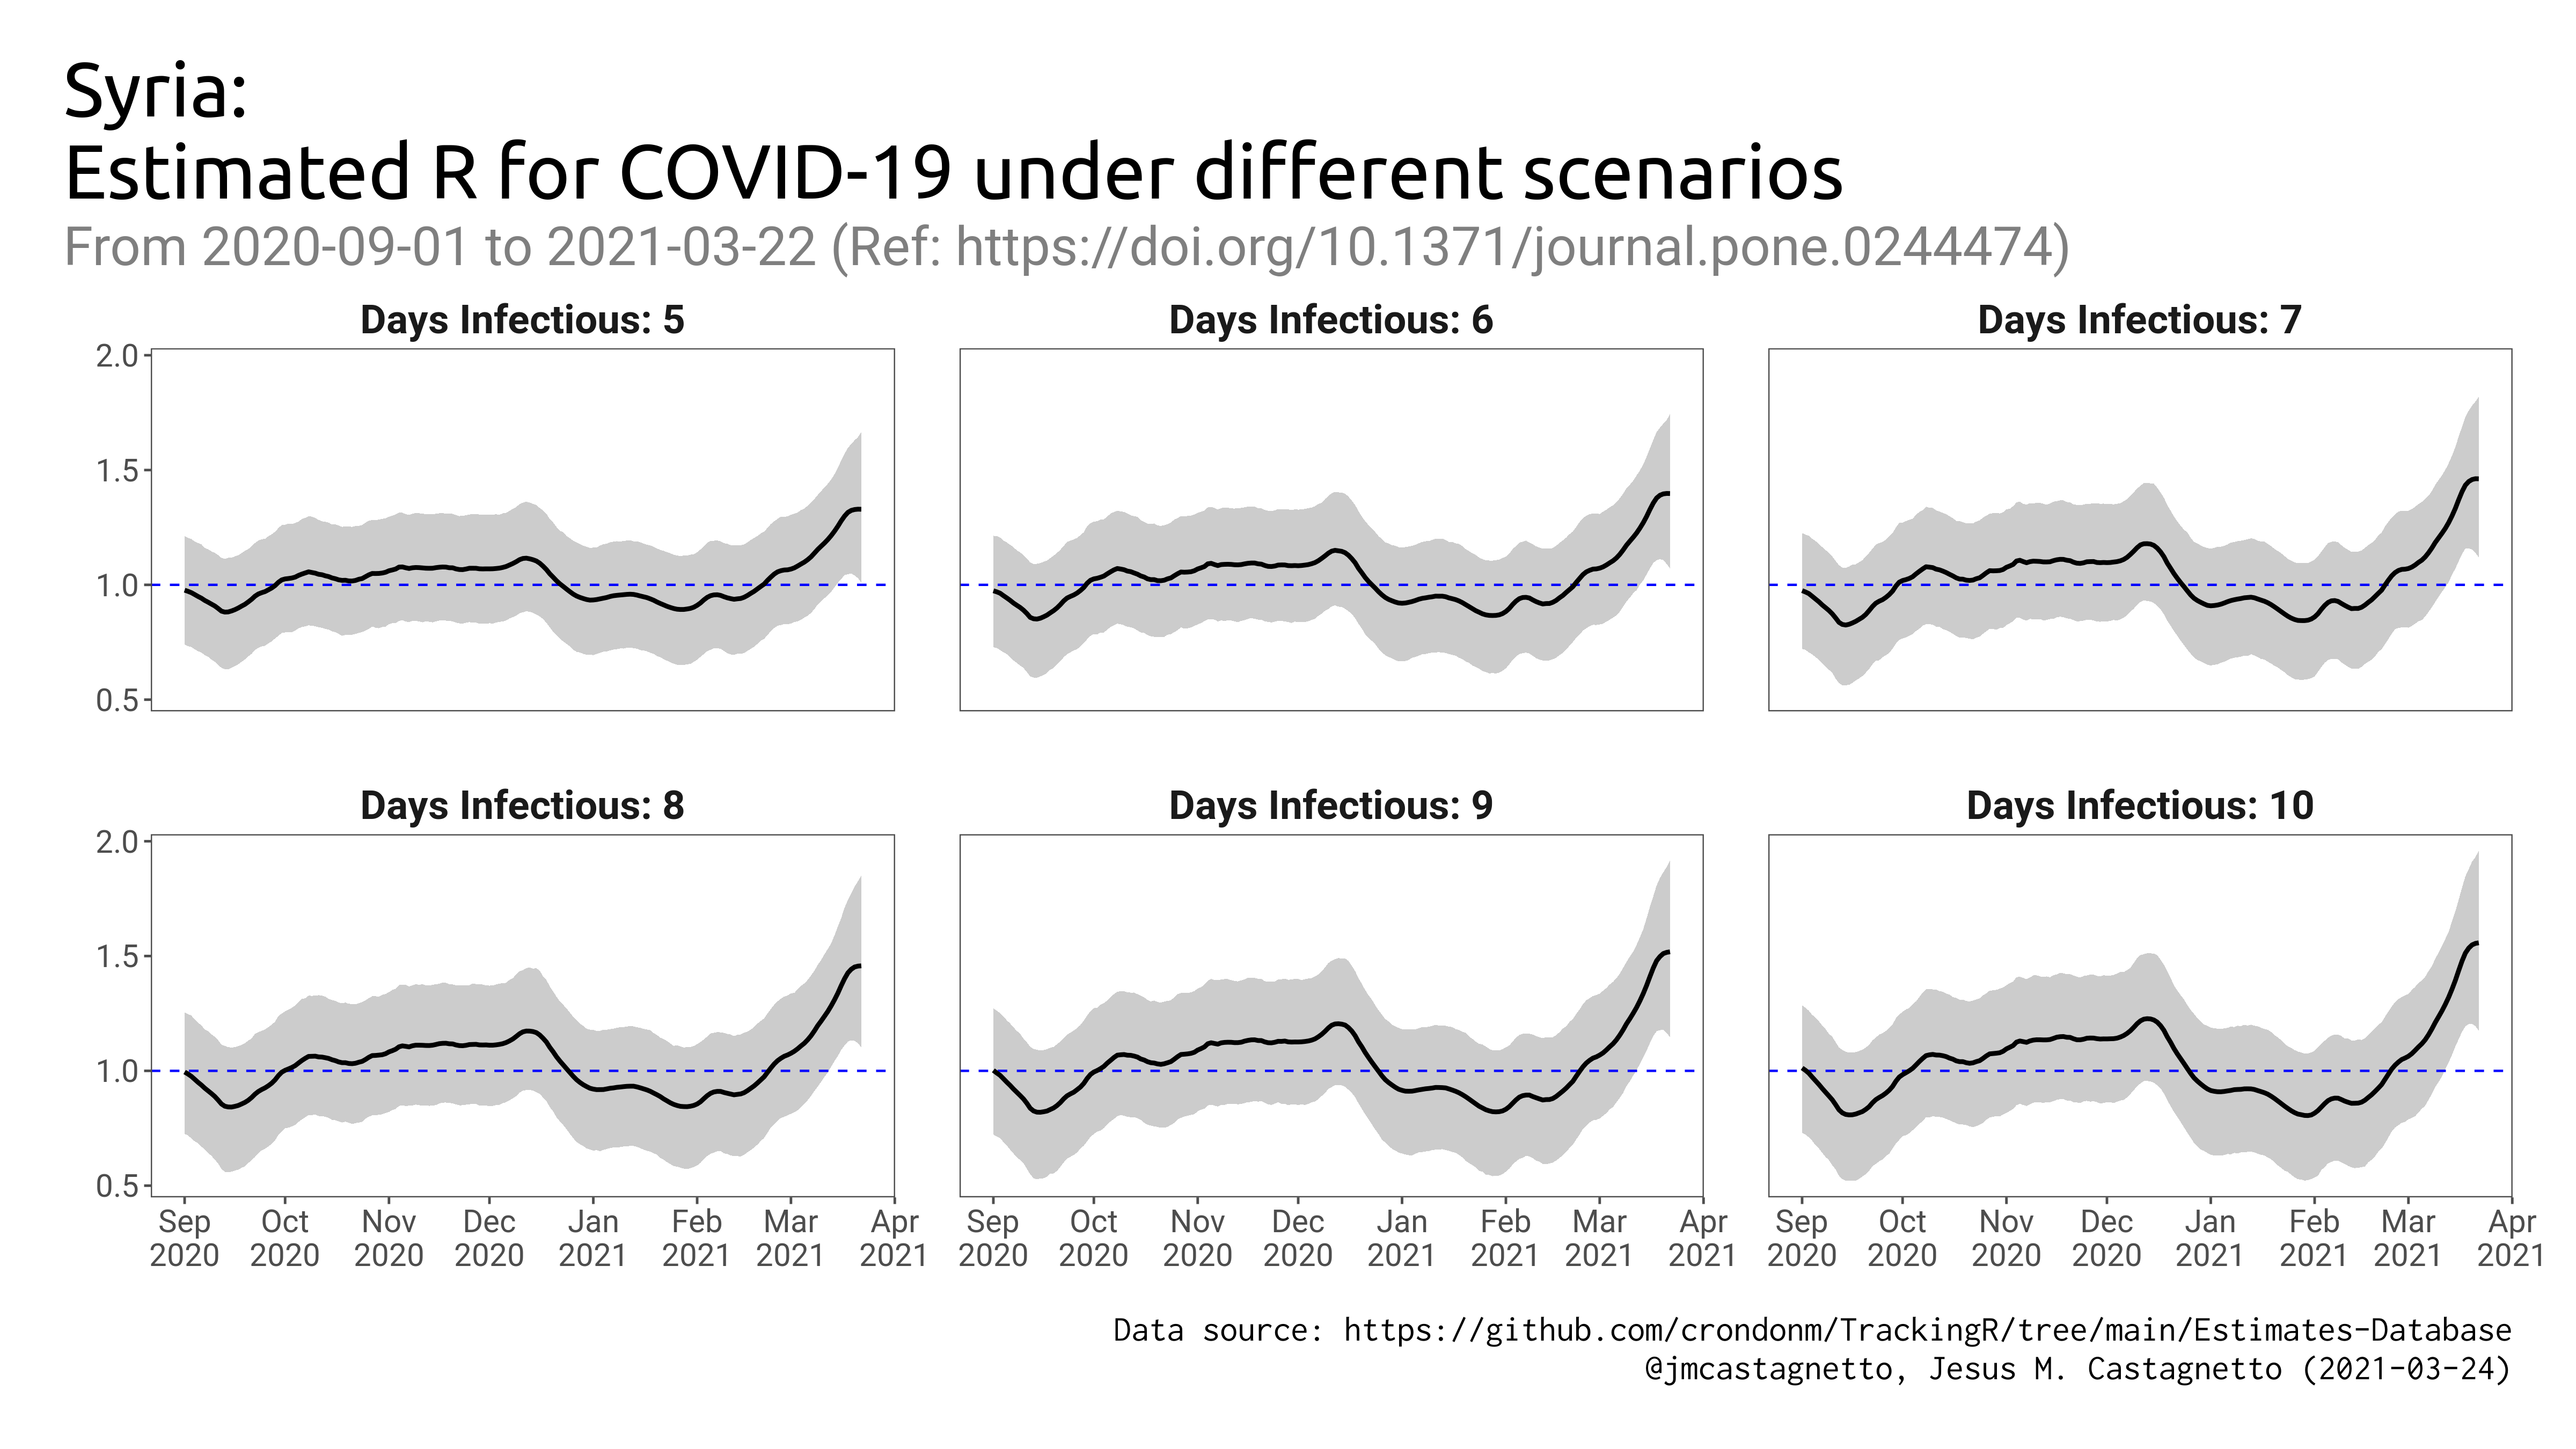 Syria:
Estimated R for COVID-19 under different scenarios
From 2020-09-01 to 2021-03-22 (Ref: https://doi.org/10.1371/journal.pone.0244474)
Days Infectious: 5
Days Infectious: 6
Days Infectious: 7
2.0
1.5
1.0
0.5
Days Infectious: 8
Days Infectious: 9
Days Infectious: 10
2.0
1.5
1.0
0.5
Sep Oct Nov Dec Jan Feb Mar Apr
2020 2020 2020 2020 2021 2021 2021 2021
Sep Oct Nov Dec Jan Feb Mar Apr
2020 2020 2020 2020 2021 2021 2021 2021
Sep Oct Nov Dec Jan Feb Mar Apr
2020 2020 2020 2020 2021 2021 2021 2021
Data source: https://github.com/crondonm/TrackingR/tree/main/Estimates-Database
@jmcastagnetto, Jesus M. Castagnetto (2021-03-24)